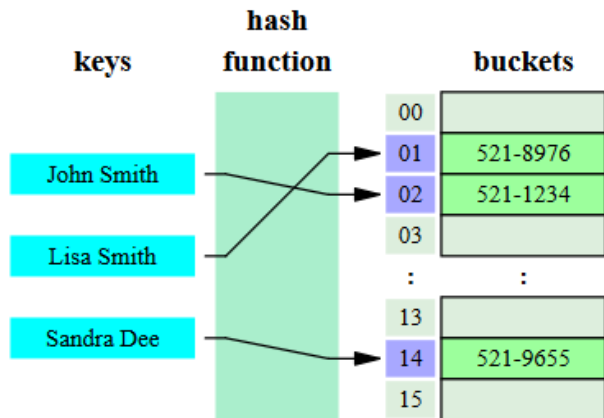 keys
hash
function
buckets
John Smith
Lisa Smith
Sandra Dee
00
01 521-8976
02 521-1234
03
: :
13
14 521-9655
15